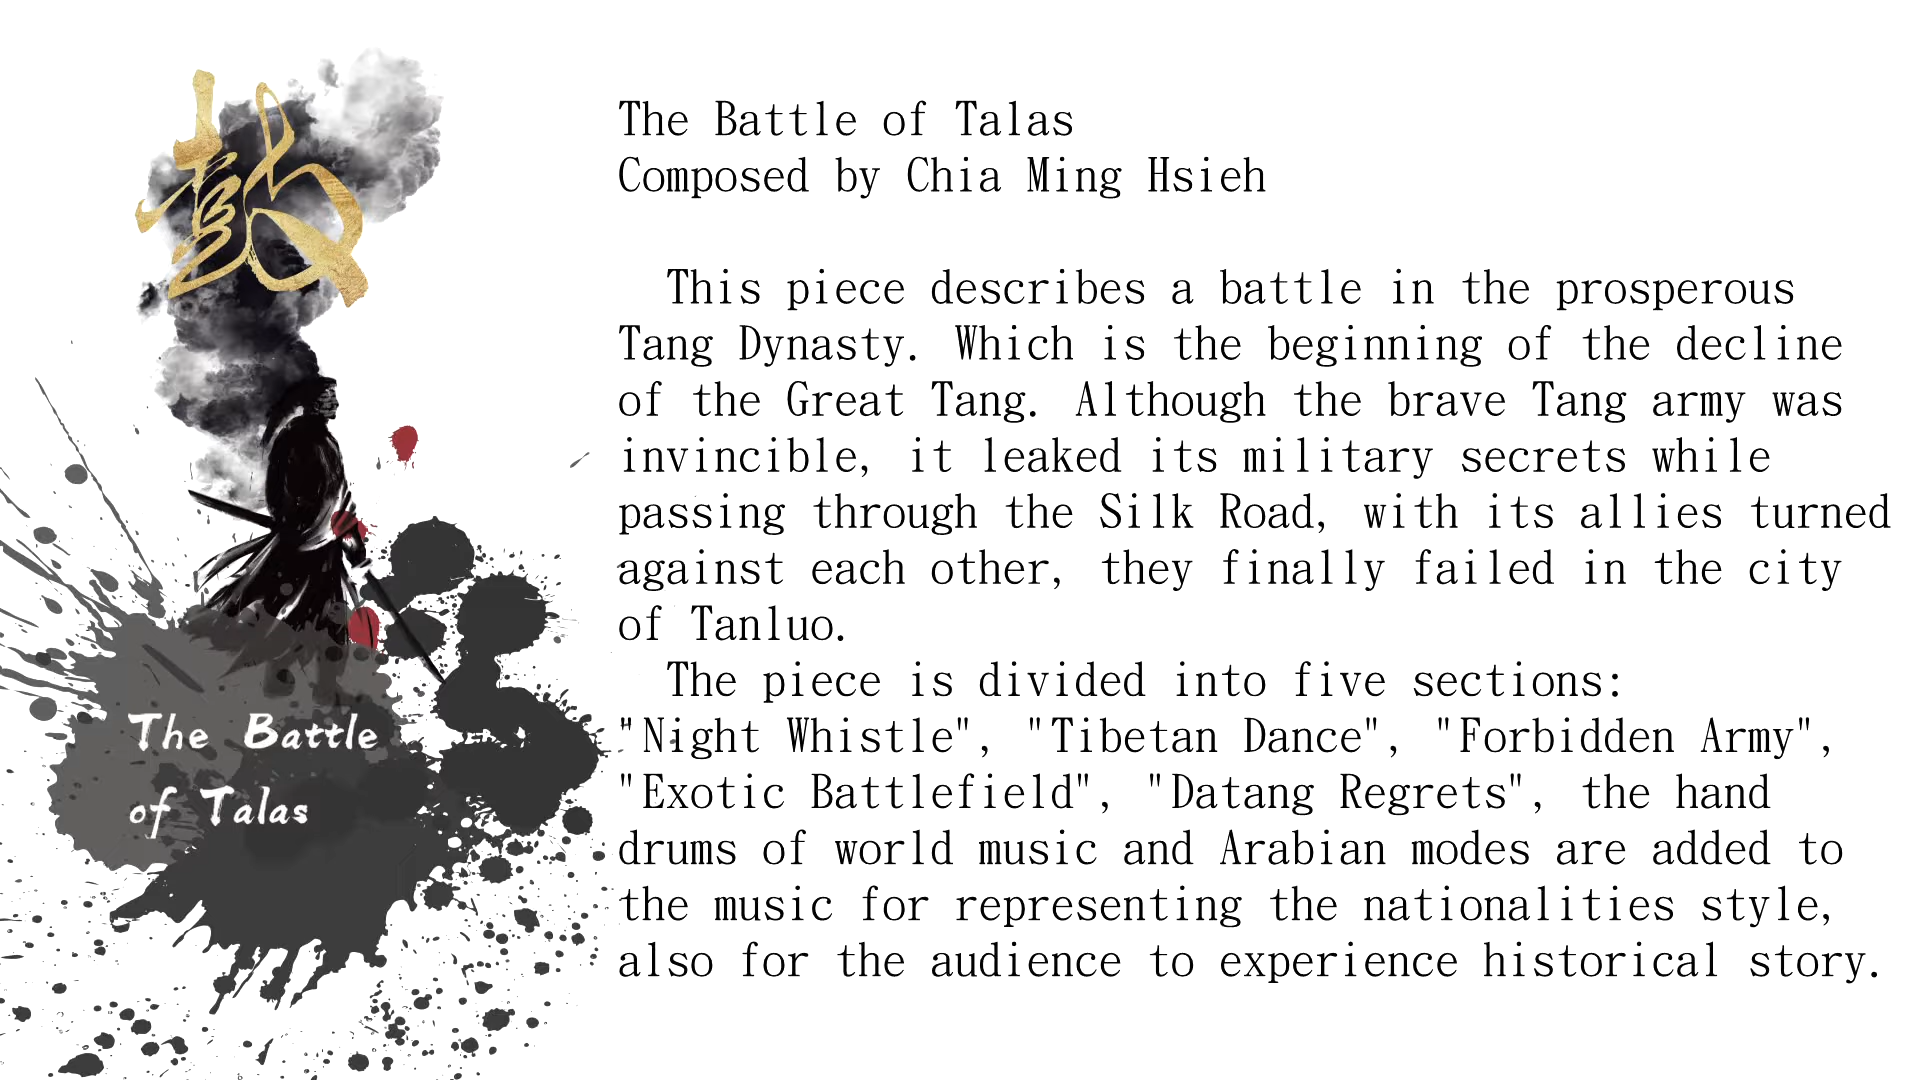 鼓
The Battle
of Talas
The Battle of Talas
Composed by Chia Ming Hsieh
This piece describes a battle in the prosperous
Tang Dynasty. Which is the beginning of the decline
of the Great Tang. Although the brave Tang army was
invincible, it leaked its military secrets while
passing through the Silk Road, with its allies turned
against each other, they finally failed in the city
of Tanluo.
The piece is divided into five sections:
"Night Whistle", "Tibetan Dance", "Forbidden Army",
"Exotic Battlefield", "Datang Regrets", the hand
drums of world music and Arabian modes are added to
the music for representing the nationalities style,
also for the audience to experience historical story.